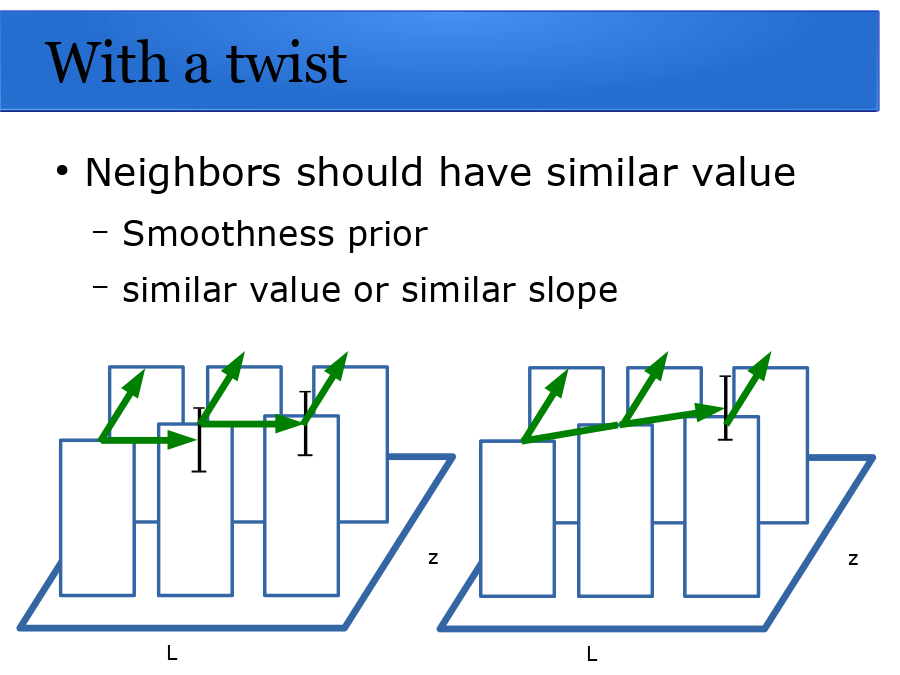 With a twist
• Neighbors should have similar value
– Smoothness prior
– similar value or similar slope
z
z
L
L